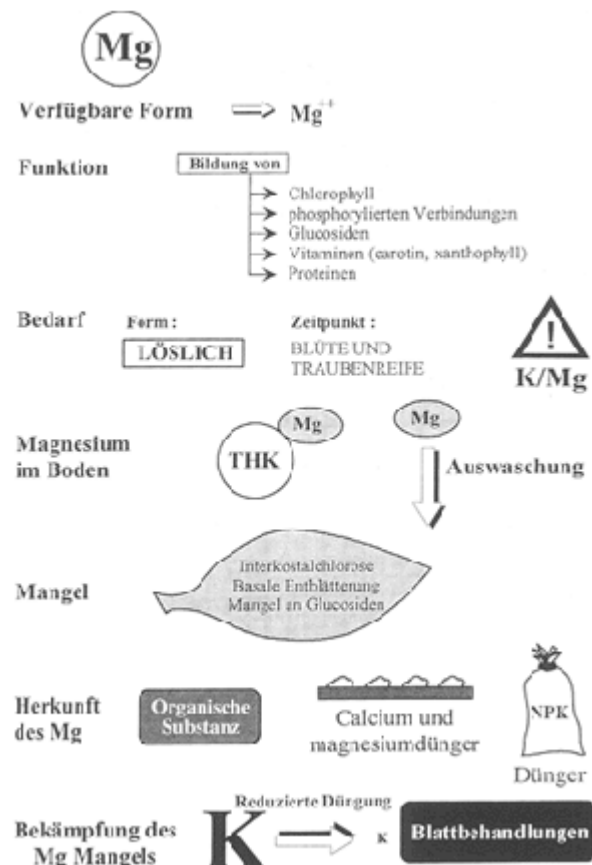 Mg
Verfügbare Form Mg++
Funktion Bildung von
Chlorophyll
phosphorylierten Verbindungen
Glucosiden
Vitaminen (carotin, xanthophyll)
Proteinen
Bedarf Form : Zeitpunkt :
LÖSLICH BLÜTE UND
TRAUBENREIFE
!
K/Mg
Mg Mg
Magnesium
im Boden THK Auswaschung
Interkostalchlorose
Basale Entblätterung
Mangel an Glucosiden
Mangel
Herkunft
des Mg
Organische
Substanz
Calcium und
magnesiumdünger
NPK
Dünger
Reduzierte Dürgung
Bekämpfung des
Mg Mangels
K K Blattbehandlungen